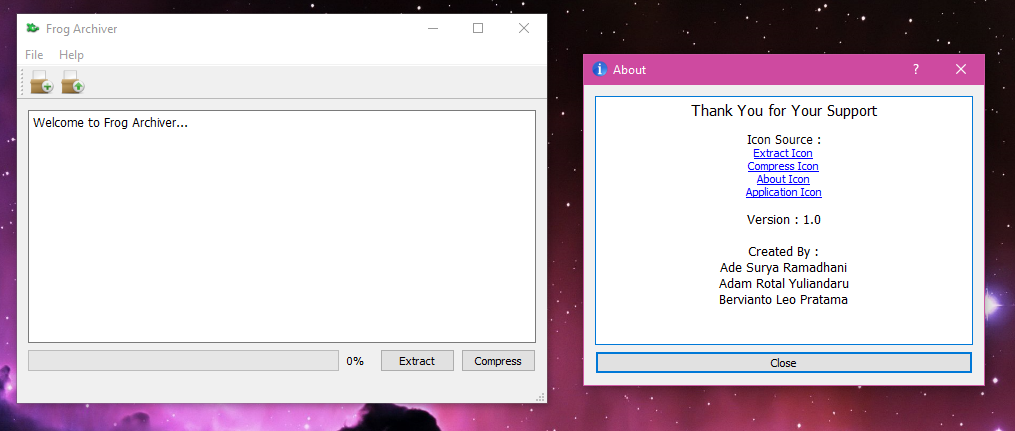 Frog Archiver
File Help
Welcome to Frog Archiver...
0% Extract Compress
About ?
Thank You for Your Support
Icon Source :
Extract Icon
Compress Icon
About Icon
Application Icon
Version : 1.0
Created By :
Ade Surya Ramadhani
Adam Rotal Yuliandaru
Bervianto Leo Pratama
Close